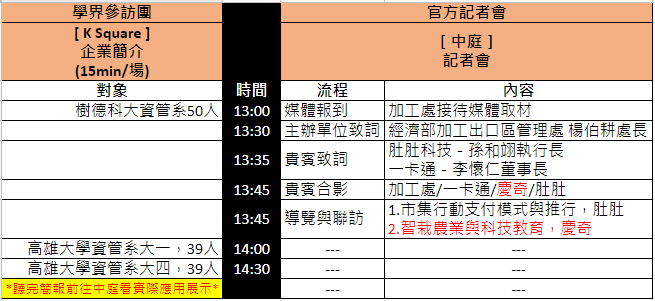 學界參訪團
官方記者會
[ K Square ]
企業簡介
(15min/場)
[ 中庭 ]
記者會
對象 時間 流程 內容
樹德科大資管系50人 13:00 媒體報到 加工處接待媒體取材
13:30 主辦單位致詞 經濟部加工出口區管理處 楊伯耕處長
13:35 貴賓致詞 肚肚科技 - 孫和翊執行長
一卡通 - 李懷仁董事長
13:45 貴賓合影 加工處/一卡通/慶奇/肚肚
13:45 導覽與聯訪 1.市集行動支付模式與推行，肚肚
2.智栽農業與科技教育，慶奇
高雄大學資管系大一，39人 14:00 --- ---
高雄大學資管系大四，39人 14:30 --- ---
*聽完簡報前往中庭看實際應用展示* --- ---